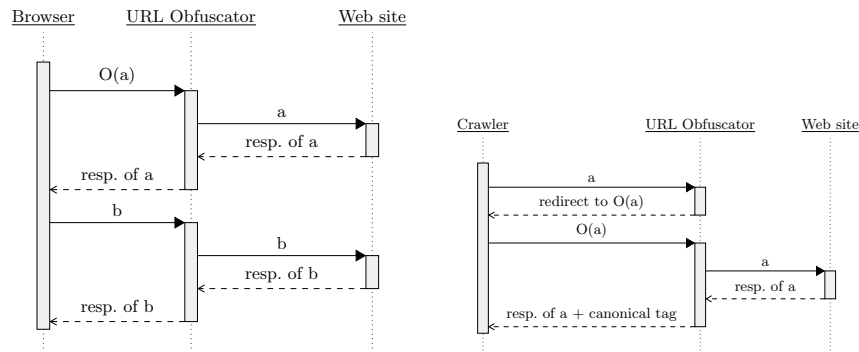 Browser
URL Obfuscator
Web site
O(a)
a
resp. of a
resp. of a
b
b
resp. of b
resp. of b
Crawler
URL Obfuscator
Web site
a
redirect to O(a)
O(a)
a
resp. of a
resp. of a + canonical tag